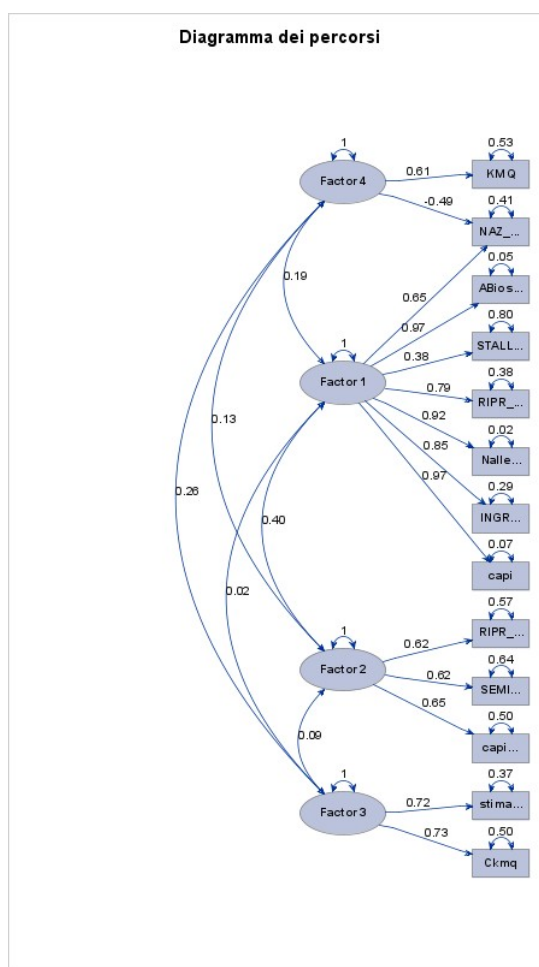 Diagramma dei percorsi
1
0.53
Factor 4
0.61
KMQ
-0.49
0.41
NAZ_...
0.19
0.05
ABios...
0.65
0.80
1
0.97
STALL...
Factor 1
0.38
0.38
0.79
RIPR_...
0.13
0.92
0.02
0.85
Nalle...
0.26
0.97
0.29
0.40
INGR...
0.02
0.07
capi
0.57
1
0.62
RIPR_...
Factor 2
0.62
0.64
0.65
SEMI...
0.09
0.50
capi...
1
0.37
Factor 3
0.72
stima...
0.73
0.50
Ckmq